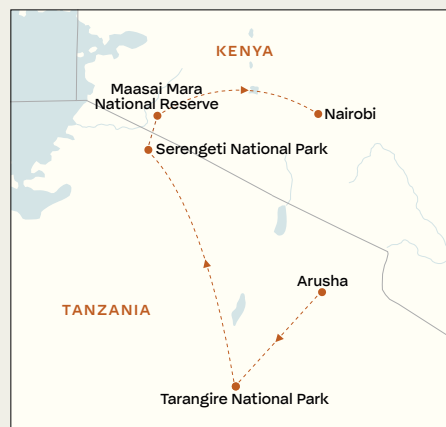 KENYA
Maasai Mara
National Reserve
Nairobi
Serengeti National Park
Arusha
TANZANIA
Tarangire National Park